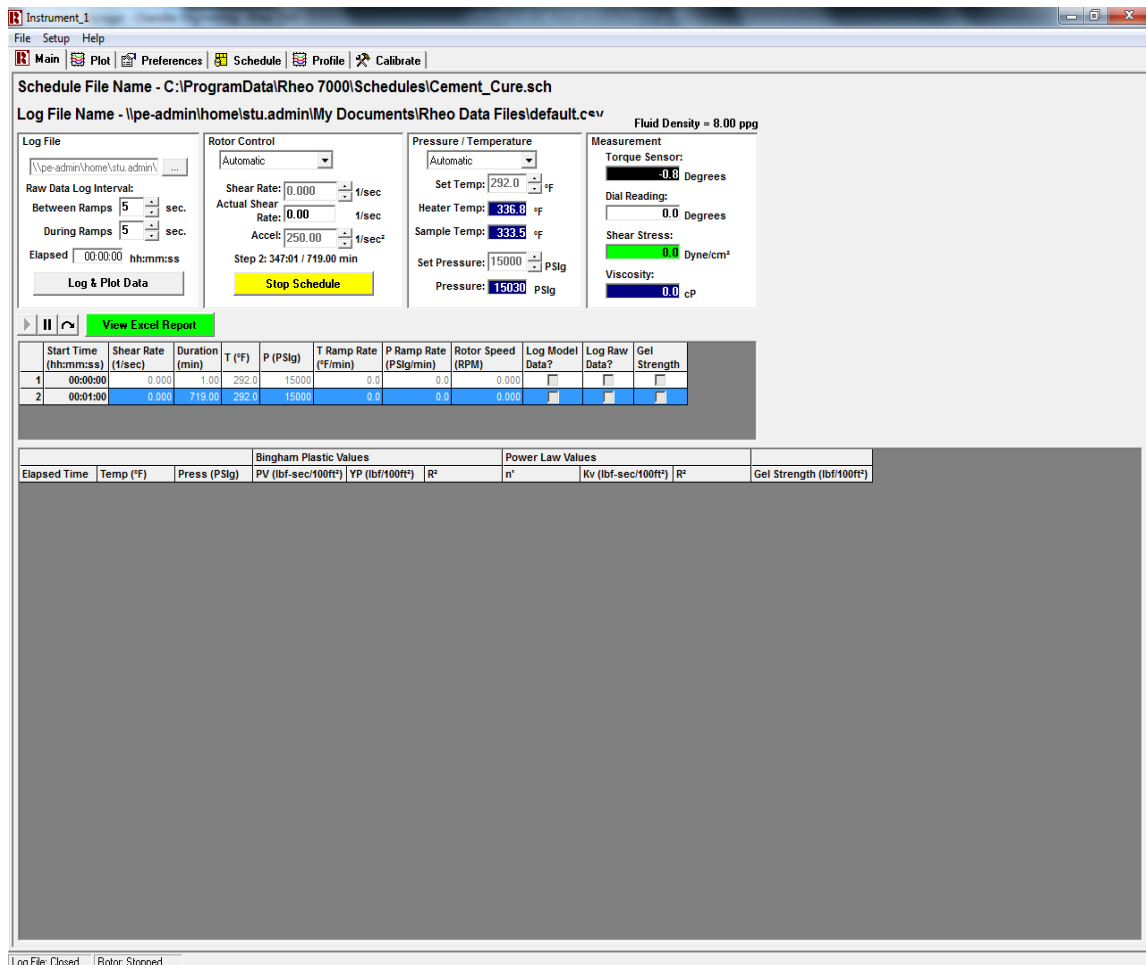 Instrument_1
File Setup Help
Main Plot Preferences Schedule Profile Calibrate
Schedule File Name - C:\ProgramData\Rheo 7000\Schedules\Cement_Cure.sch
Log File Name - \\pe-admin\home\stu.admin\My Documents\Rheo Data Files\default.csv
Fluid Density = 8.00 ppg
Log File
\\pe-admin\home\stu.admin\ ...
Raw Data Log Interval:
Between Ramps 5 sec.
During Ramps 5 sec.
Elapsed 00:00:00 hh:mm:ss
Log & Plot Data
Rotor Control
Automatic
Shear Rate: 0.000 1/sec
Actual Shear
Rate: 0.00 1/sec
Accel: 250.00 1/sec²
Step 2: 347:01 / 719.00 min
Stop Schedule
Pressure / Temperature
Automatic
Set Temp: 292.0 ºF
Heater Temp: 336.8 ºF
Sample Temp: 333.5 ºF
Set Pressure: 15000 PSIg
Pressure: 15030 PSIg
Measurement
Torque Sensor:
-0.8 Degrees
Dial Reading:
0.0 Degrees
Shear Stress:
0.0 Dyne/cm²
Viscosity:
0.0 cP
View Excel Report
Start Time Shear Rate Duration T (ºF) P (PSIg) T Ramp Rate P Ramp Rate Rotor Speed Log Model Log Raw Gel
(hh:mm:ss) (1/sec) (min) (ºF/min) (PSIg/min) (RPM) Data? Data? Strength
1 00:00:00 0.000 1.00 292.0 15000 0.0 0.0 0.000
2 00:01:00 0.000 719.00 292.0 15000 0.0 0.0 0.000
Bingham Plastic Values Power Law Values
Elapsed Time Temp (ºF) Press (PSIg) PV (lbf-sec/100ft²) YP (lbf/100ft²) R² n' Kv (lbf-sec/100ft²) R² Gel Strength (lbf/100ft²)
Log File: Closed Rotor: Stopped